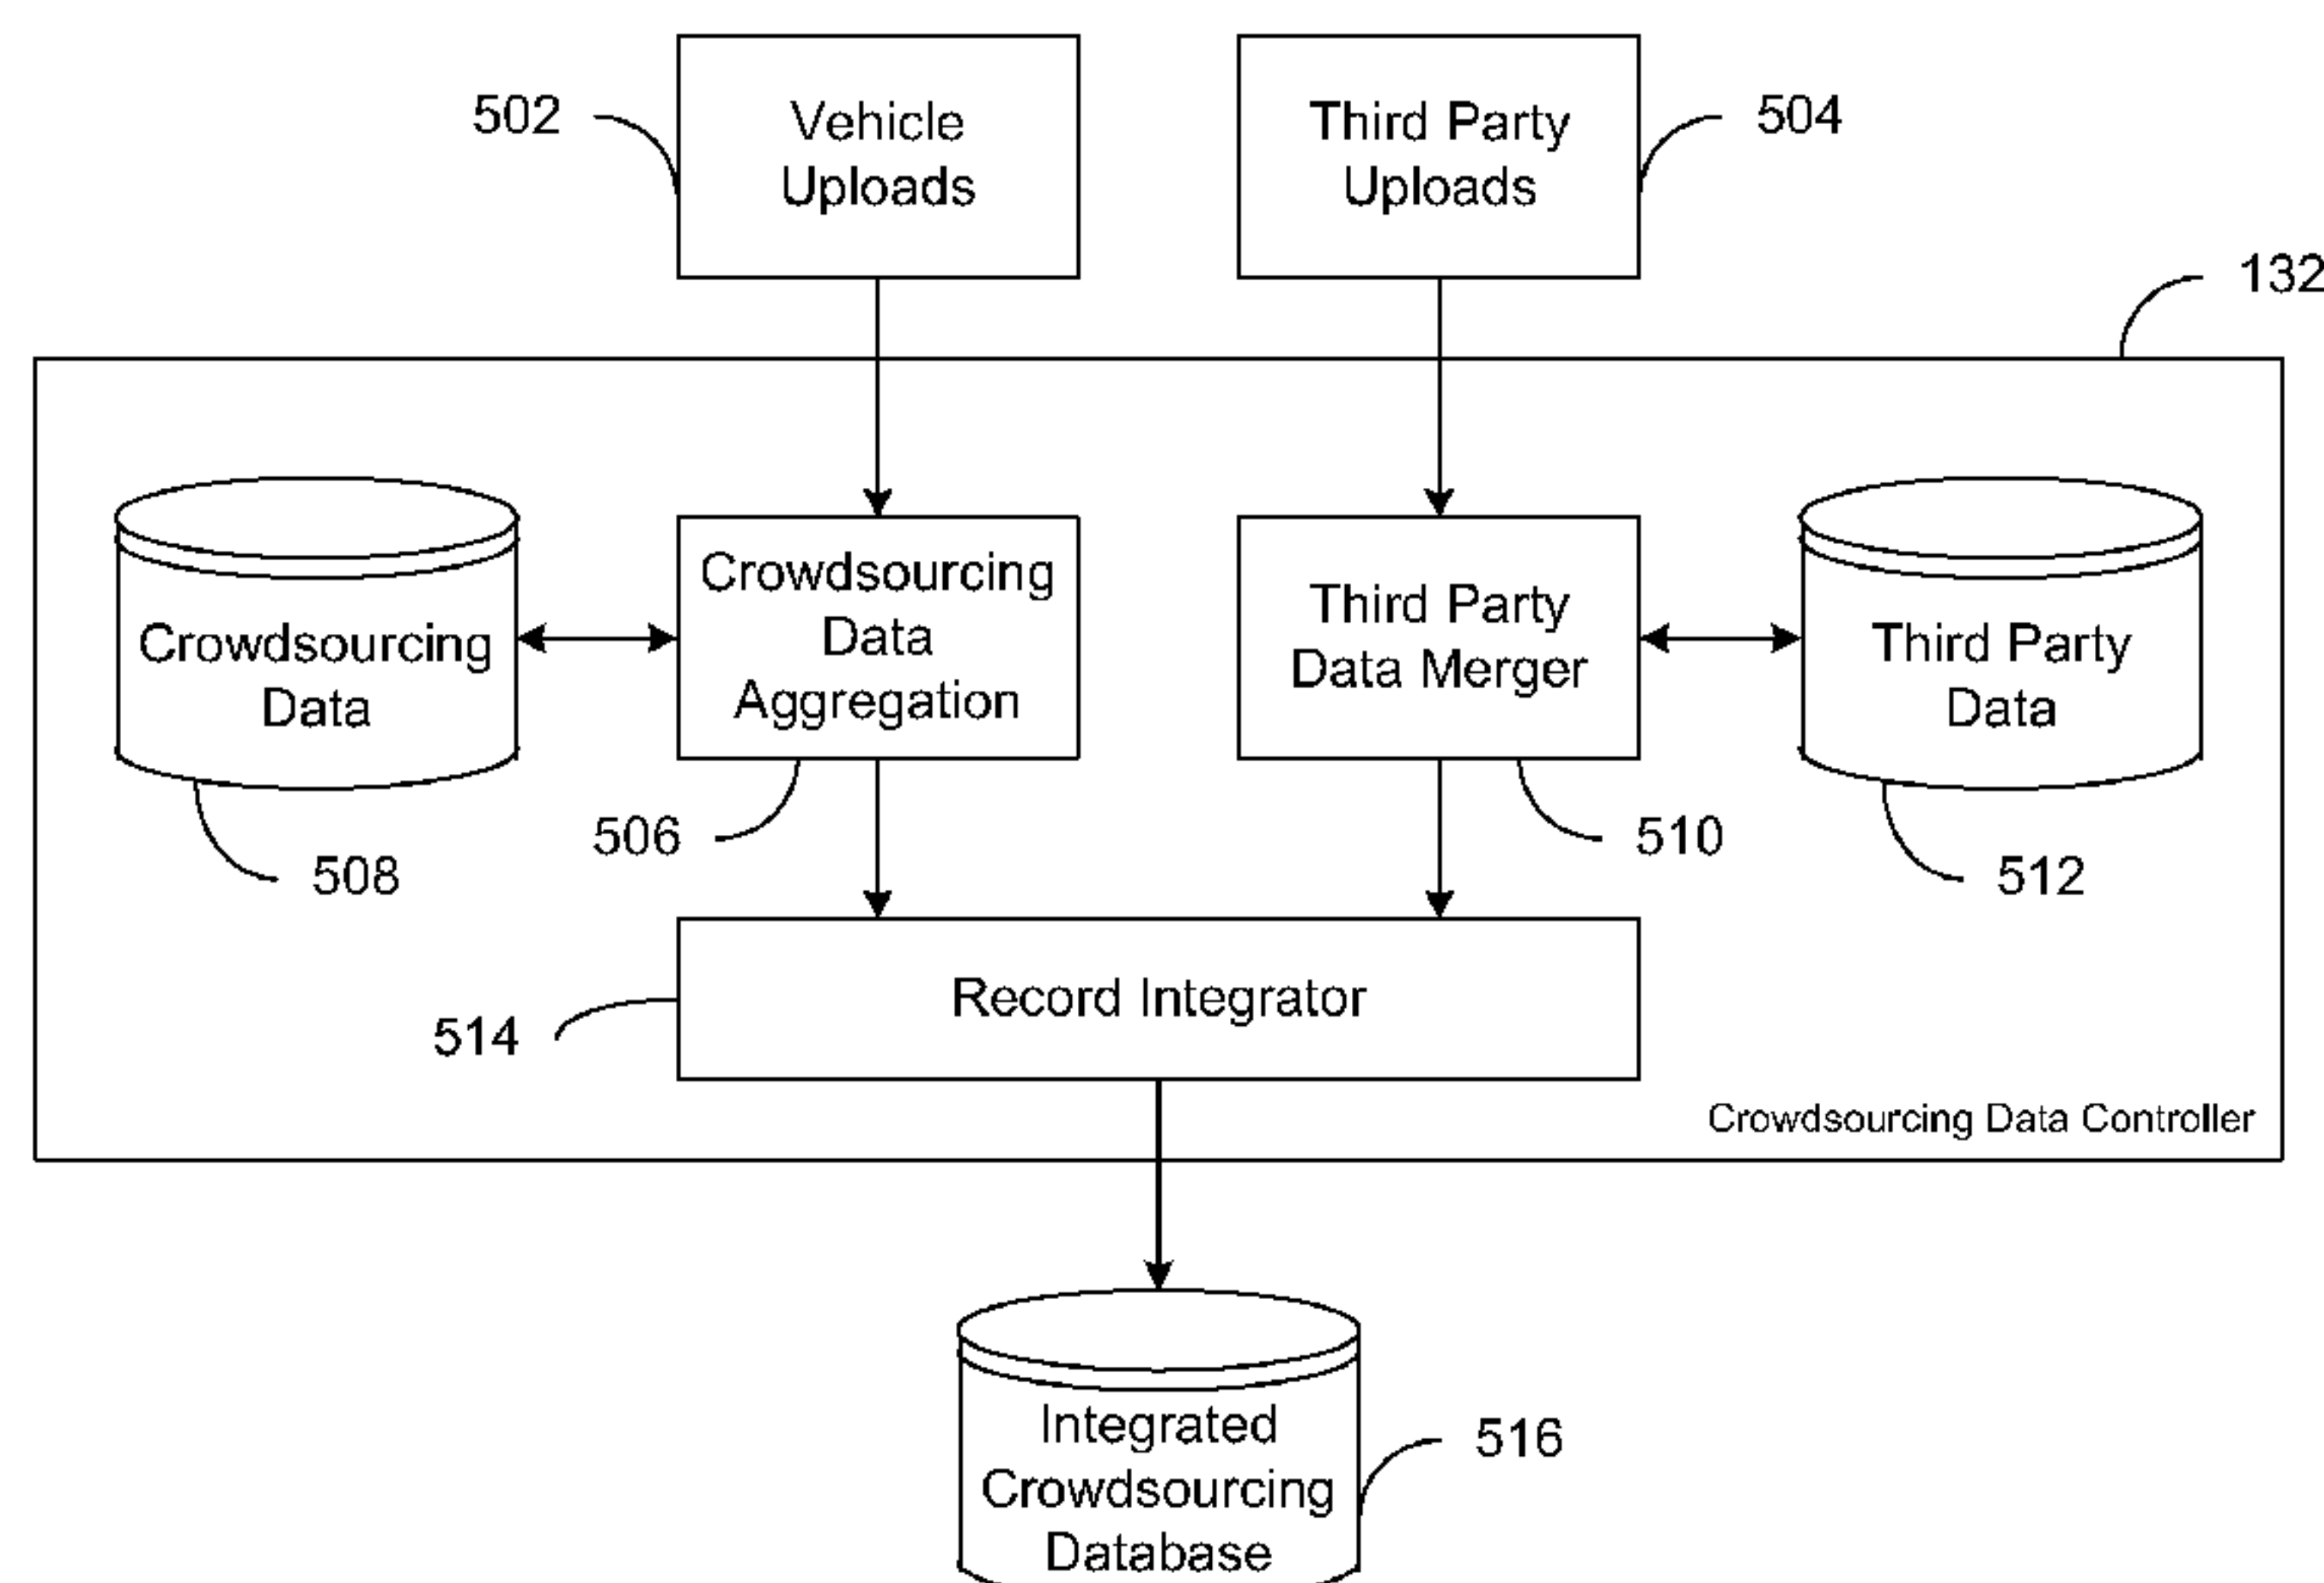 502
Vehicle
Uploads
Third Party
Uploads
504
132
Crowdsourcing
Data
Crowdsourcing
Data
Aggregation
Third Party
Data Merger
Third Party
Data
506
510
508
512
Record Integrator
514
Crowdsourcing Data Controller
Integrated
Crowdsourcing
Database
516